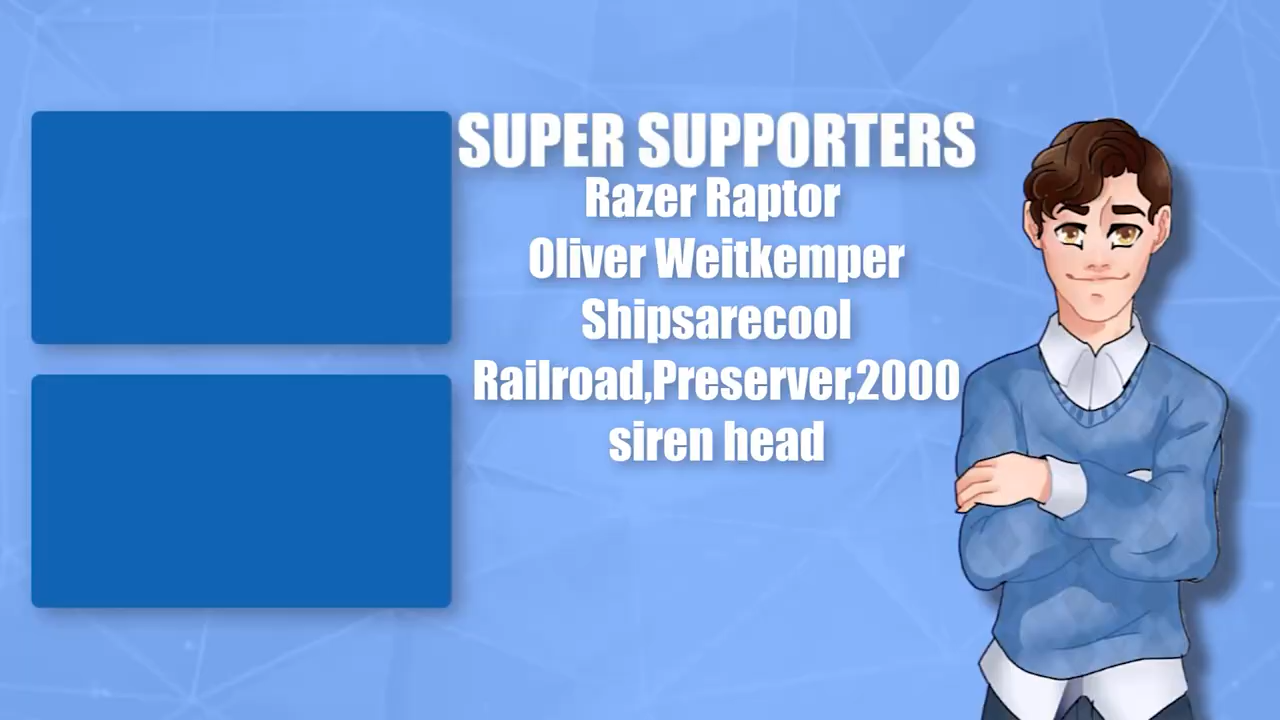 SUPER SUPPORTERS
Razer Raptor
Oliver Weitkemper
Shipsarecool
Railroad,Preserver,2000
siren head